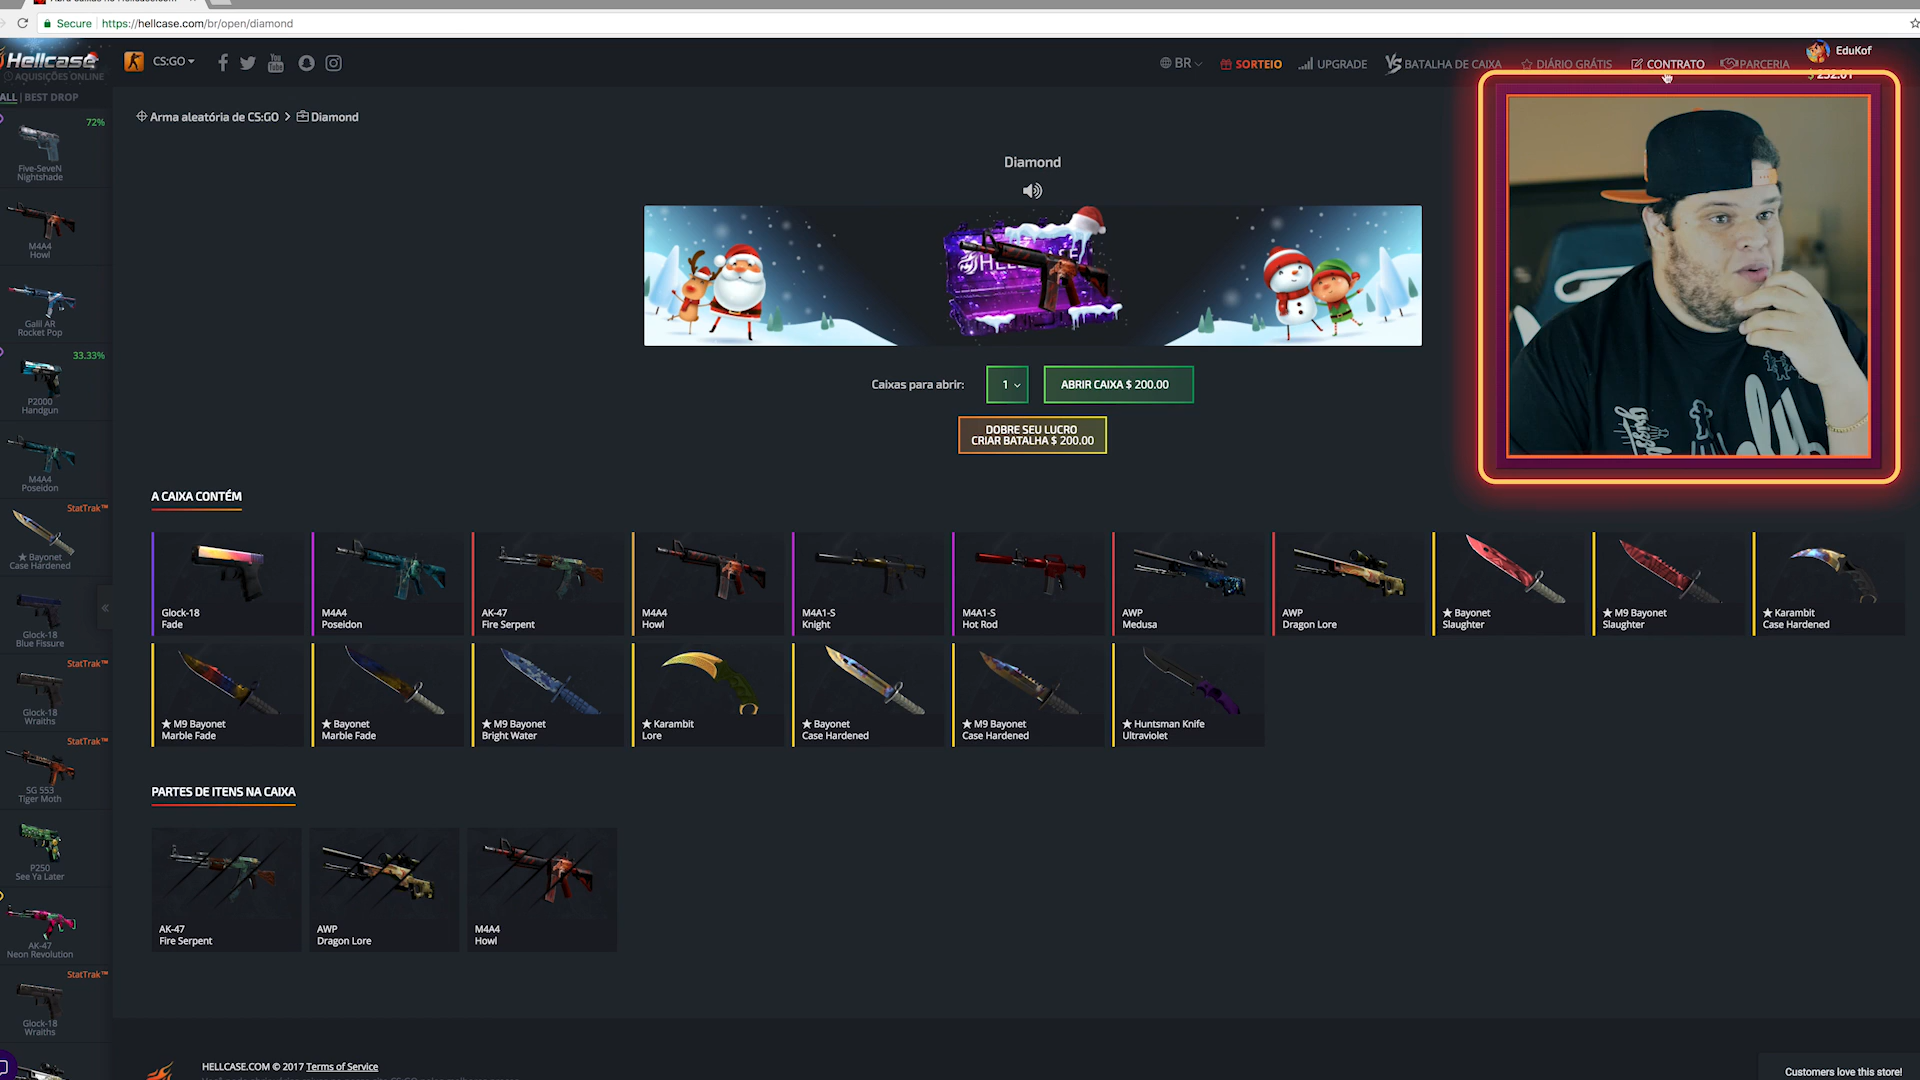 Secure | https://hellcase.com/br/open/diamond
Hellcase
AQUISIÇÕES ONLINE
CS:GO
You Tube
BR
SORTEIO
UPGRADE
VS BATALHA DE CAIXA
DIÁRIO GRÁTIS
CONTRATO
PARCERIA
EduKof
ALL | BEST DROP
72%
Five-SeveN
Nightshade
M4A4
Howl
Galil AR
Rocket Pop
33.33%
P2000
Handgun
M4A4
Poseidon
StatTrak™
★ Bayonet
Case Hardened
Glock-18
Blue Fissure
StatTrak™
Glock-18
Wraiths
StatTrak™
SG 553
Tiger Moth
P250
See Ya Later
AK-47
Neon Revolution
StatTrak™
Glock-18
Wraiths
Arma aleatória de CS:GO > Diamond
Diamond
Caixas para abrir:
1
ABRIR CAIXA $ 200.00
DOBRE SEU LUCRO
CRIAR BATALHA $ 200.00
A CAIXA CONTÉM
Glock-18
Fade
M4A4
Poseidon
AK-47
Fire Serpent
M4A4
Howl
M4A1-S
Knight
M4A1-S
Hot Rod
AWP
Medusa
AWP
Dragon Lore
★ Bayonet
Slaughter
★ M9 Bayonet
Slaughter
★ Karambit
Case Hardened
★ M9 Bayonet
Marble Fade
★ Bayonet
Marble Fade
★ M9 Bayonet
Bright Water
★ Karambit
Lore
★ Bayonet
Case Hardened
★ M9 Bayonet
Case Hardened
★ Huntsman Knife
Ultraviolet
PARTES DE ITENS NA CAIXA
AK-47
Fire Serpent
AWP
Dragon Lore
M4A4
Howl
HELLCASE.COM © 2017 Terms of Service
Customers love this store!